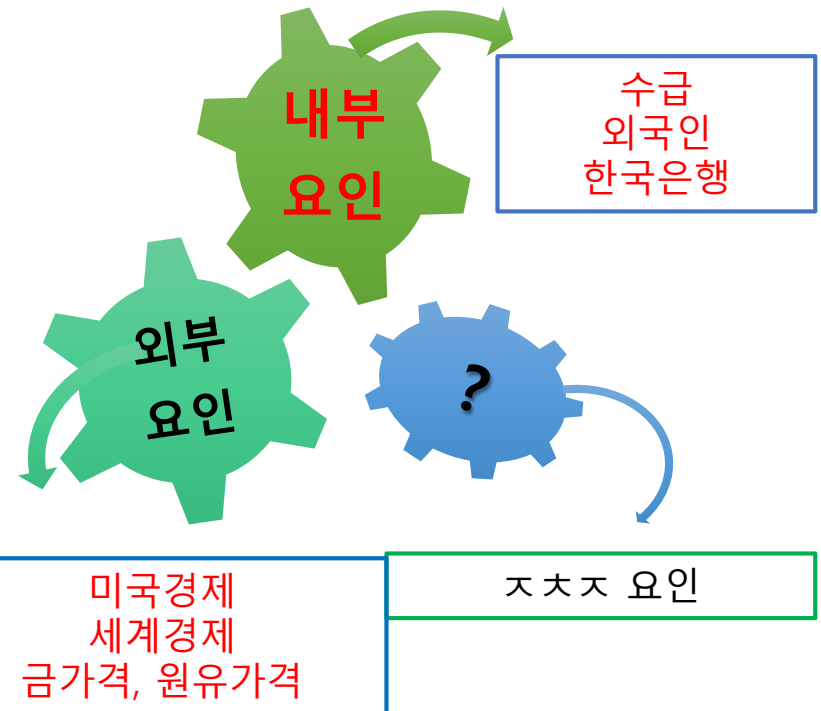 내부
요인
수급
외국인
한국은행
외부
요인
?
미국경제
세계경제
금가격, 원유가격
ㅈㅊㅈ 요인